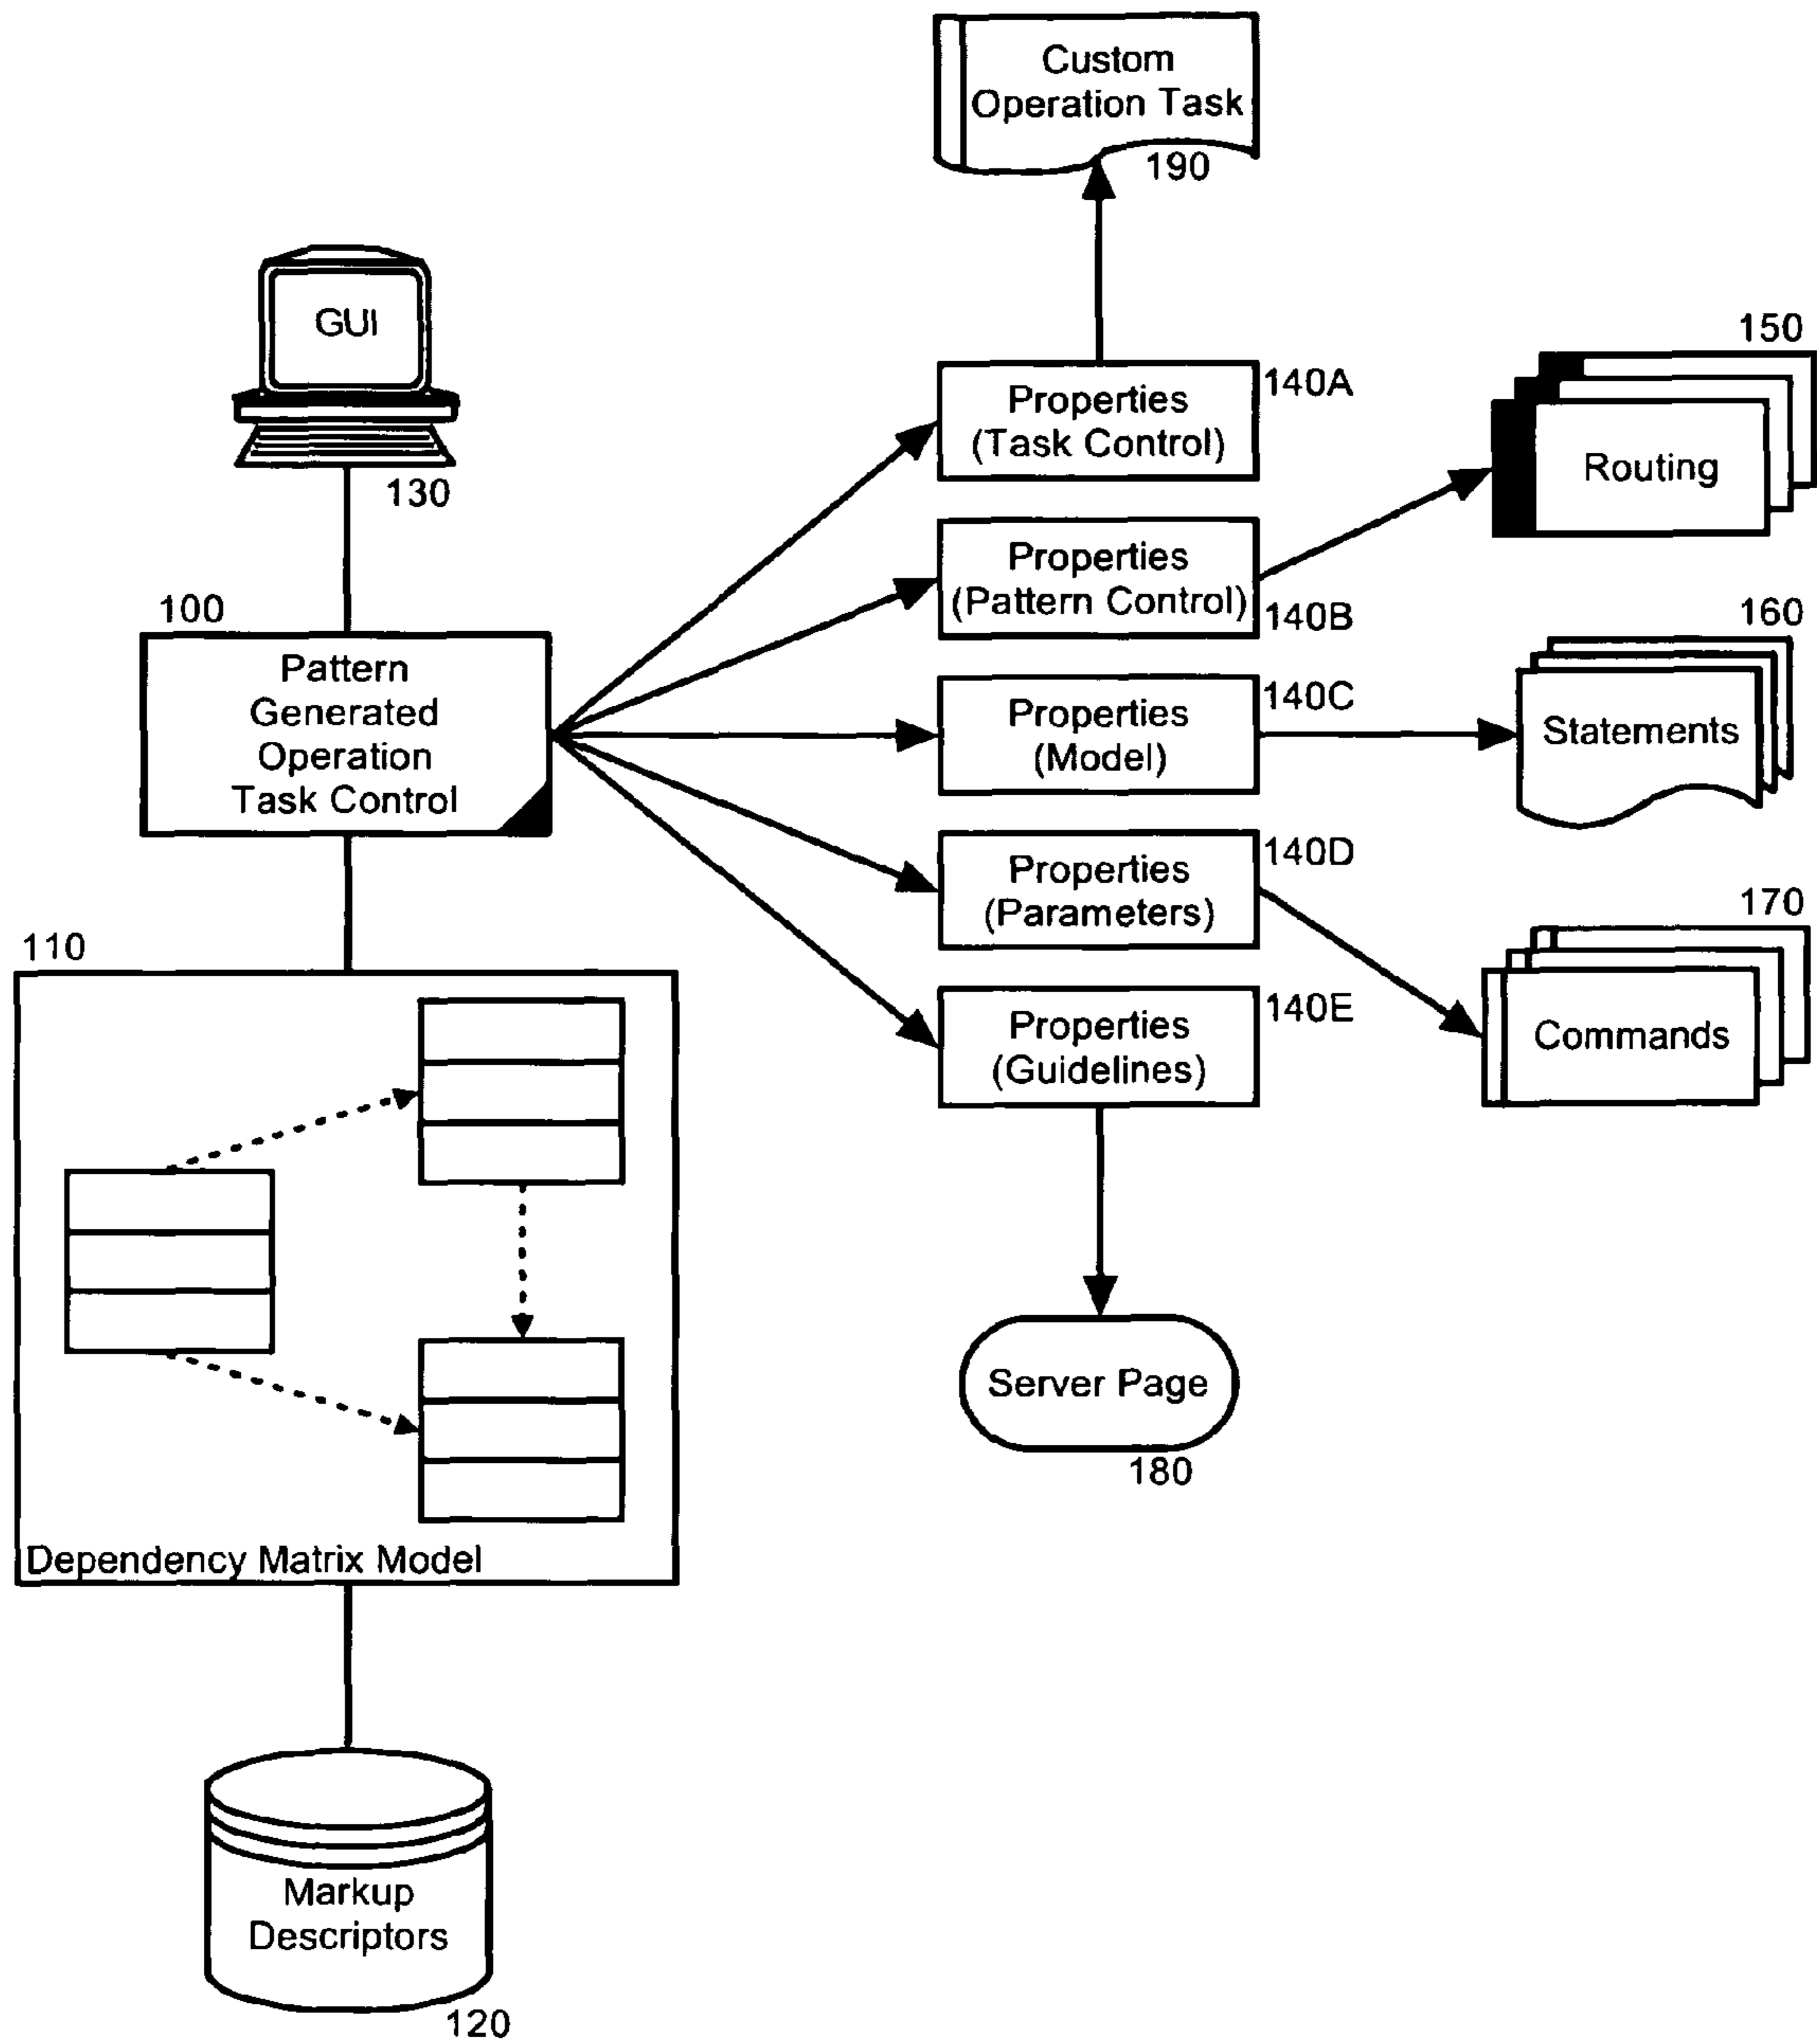 Custom
Operation Task
190
GUI
130
150
Properties
(Task Control)
140A
Routing
Properties
(Pattern Control)
140B
100
Pattern
Generated
Operation
Task Control
160
Properties
(Model)
140C
Statements
Properties
(Parameters)
140D
170
Commands
110
Properties
(Guidelines)
140E
Server Page
180
Dependency Matrix Model
Markup
Descriptors
120